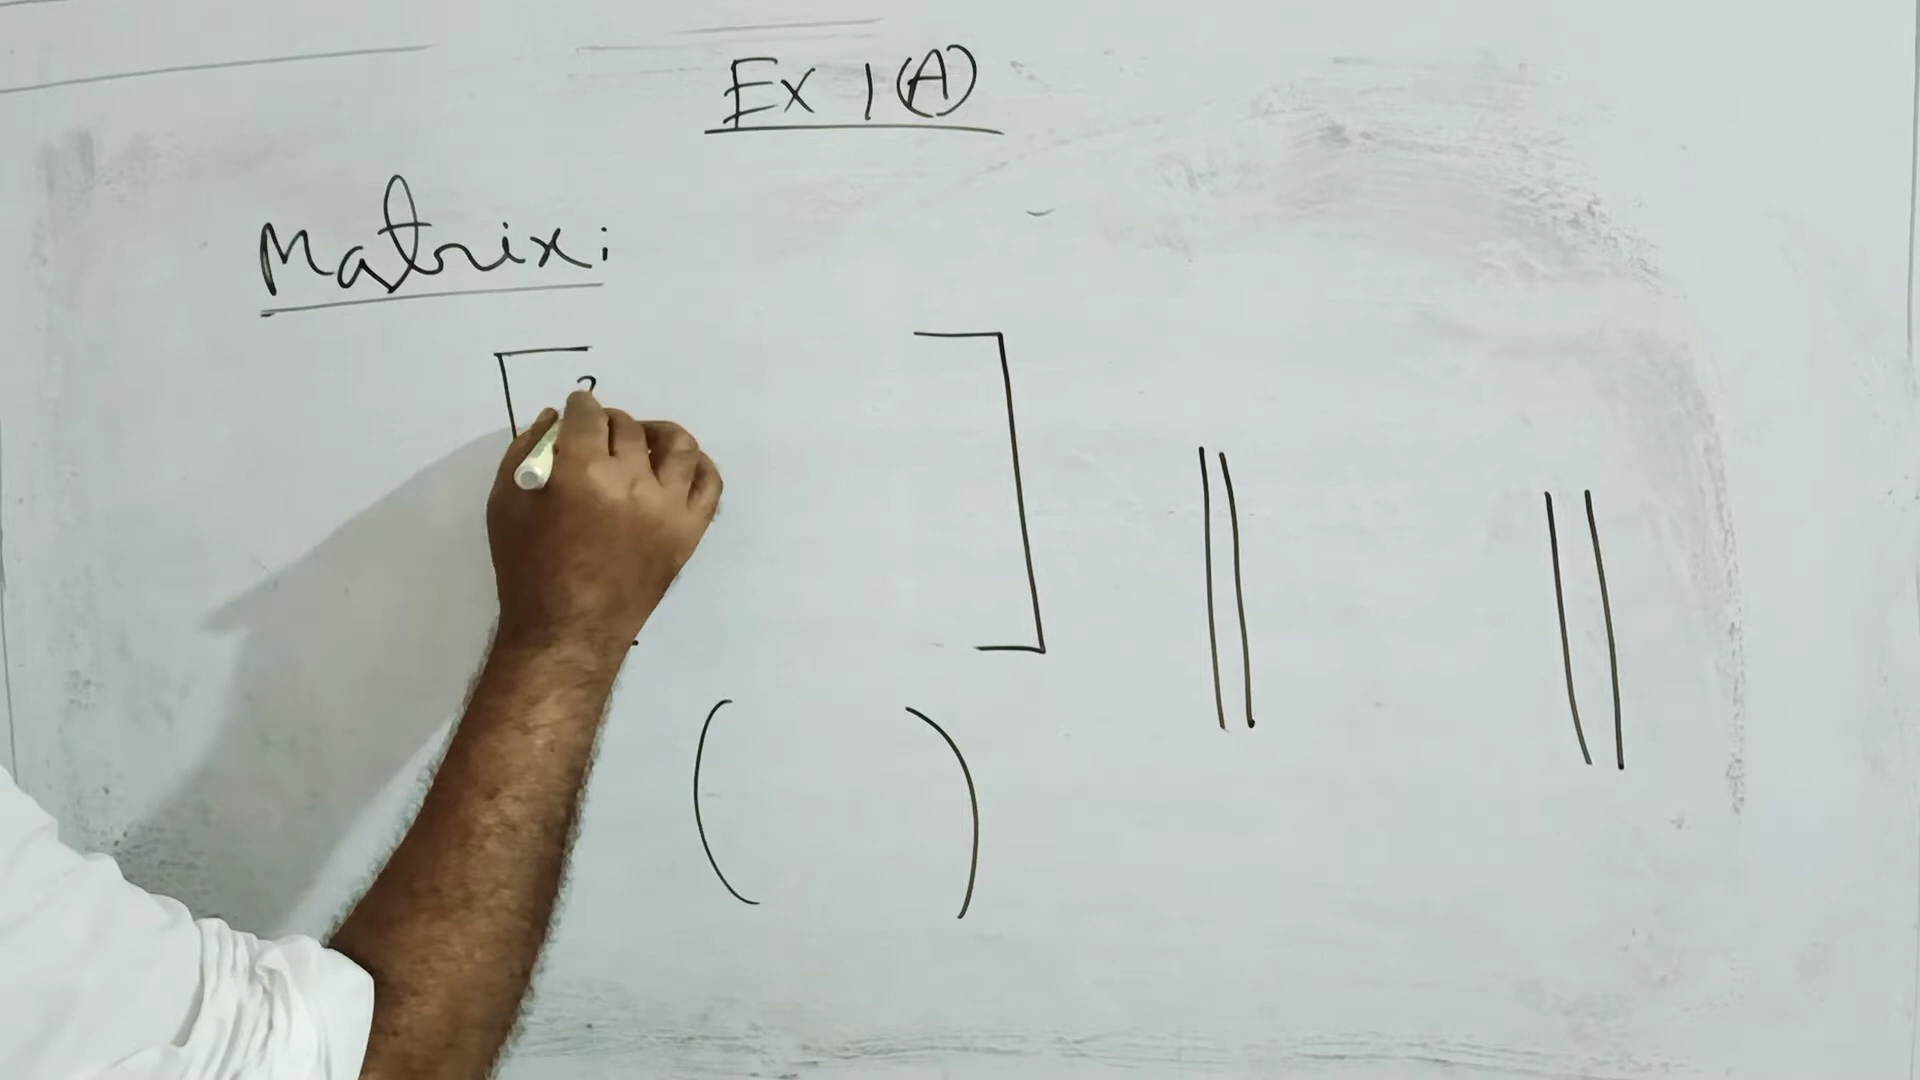 Ex 1(A)
Matrix:
[ ]
|| ||
( )